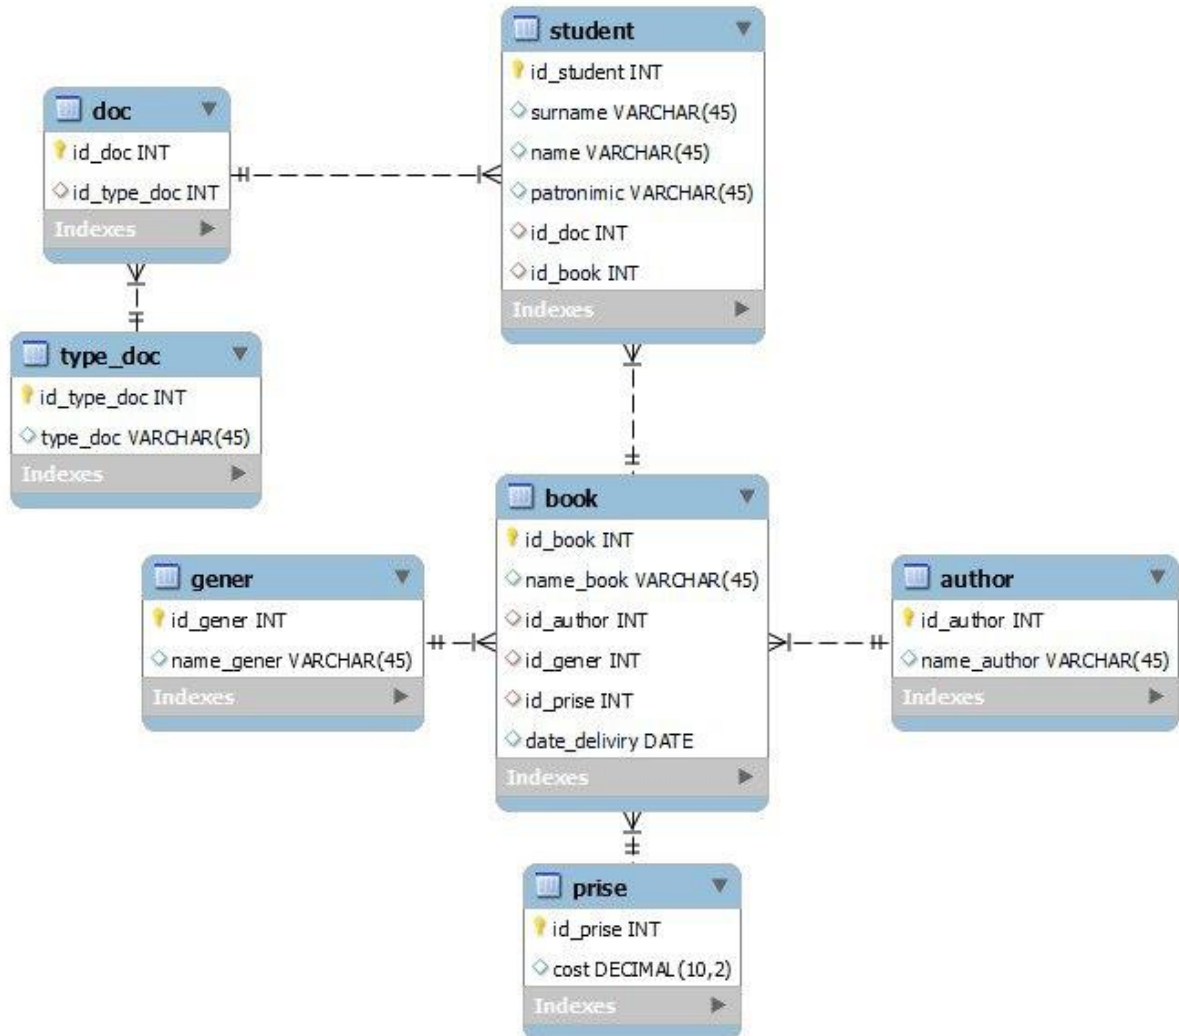 student
id_student INT
surname VARCHAR(45)
name VARCHAR(45)
patronimic VARCHAR(45)
id_doc INT
id_book INT
Indexes
doc
id_doc INT
id_type_doc INT
Indexes
type_doc
id_type_doc INT
type_doc VARCHAR(45)
Indexes
book
id_book INT
name_book VARCHAR(45)
id_author INT
id_gener INT
id_prise INT
date_deliviry DATE
Indexes
gener
id_gener INT
name_gener VARCHAR(45)
Indexes
author
id_author INT
name_author VARCHAR(45)
Indexes
prise
id_prise INT
cost DECIMAL(10,2)
Indexes